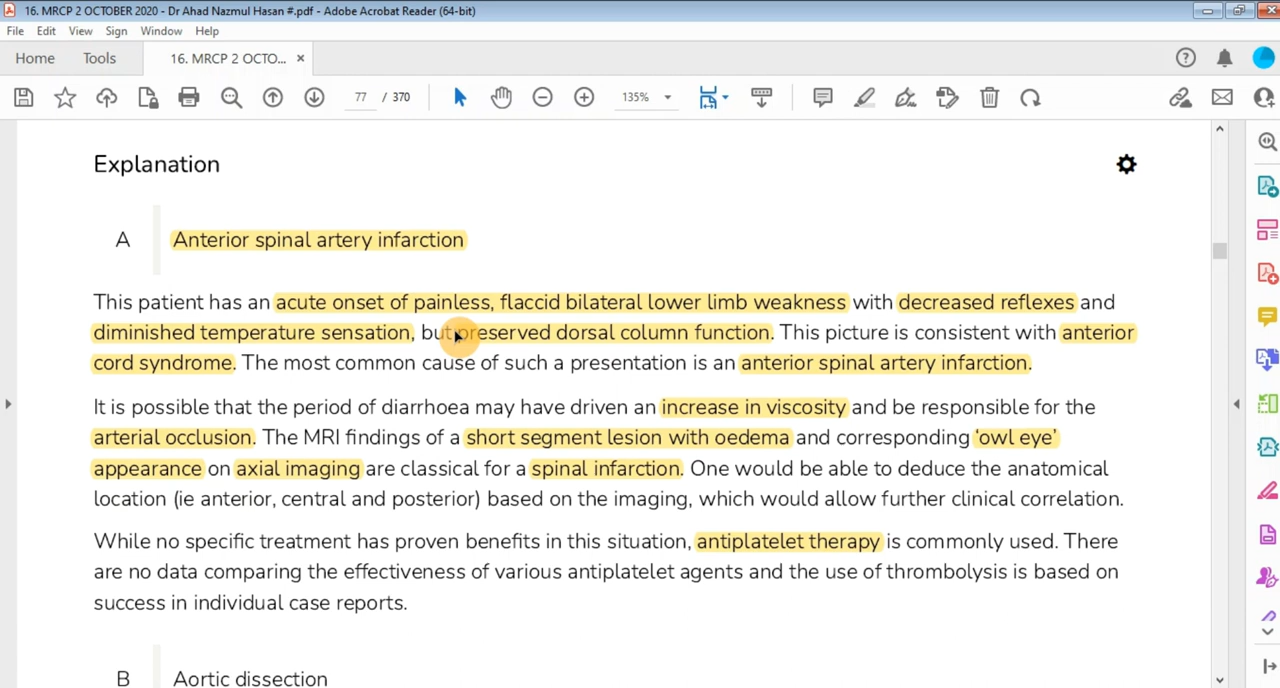 16. MRCP 2 OCTOBER 2020 - Dr Ahad Nazmul Hasan #.pdf - Adobe Acrobat Reader (64-bit)
File Edit View Sign Window Help
Home Tools 16. MRCP 2 OCTO... ×
77 / 370 135%
Explanation
A Anterior spinal artery infarction
This patient has an acute onset of painless, flaccid bilateral lower limb weakness with decreased reflexes and
diminished temperature sensation, but preserved dorsal column function. This picture is consistent with anterior
cord syndrome. The most common cause of such a presentation is an anterior spinal artery infarction.
It is possible that the period of diarrhoea may have driven an increase in viscosity and be responsible for the
arterial occlusion. The MRI findings of a short segment lesion with oedema and corresponding ‘owl eye’
appearance on axial imaging are classical for a spinal infarction. One would be able to deduce the anatomical
location (ie anterior, central and posterior) based on the imaging, which would allow further clinical correlation.
While no specific treatment has proven benefits in this situation, antiplatelet therapy is commonly used. There
are no data comparing the effectiveness of various antiplatelet agents and the use of thrombolysis is based on
success in individual case reports.
B Aortic dissection